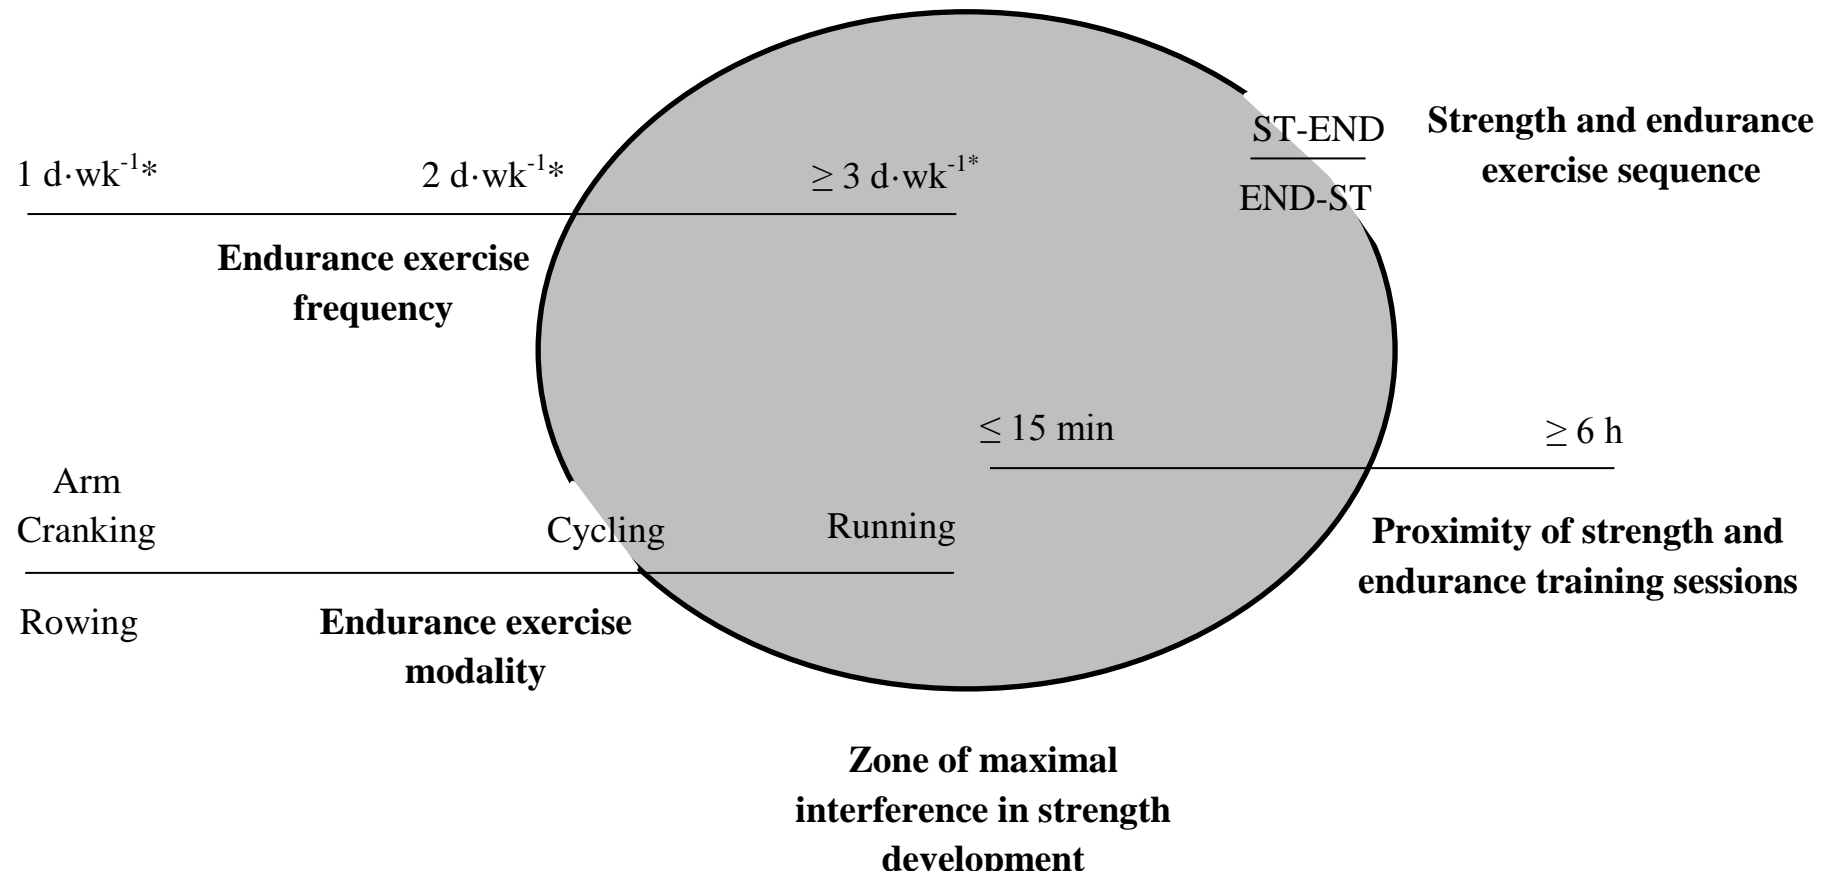 ST-END
Strength and endurance
exercise sequence
END-ST
1 d·wk⁻¹*
2 d·wk⁻¹*
≥ 3 d·wk⁻¹*
Endurance exercise
frequency
≤ 15 min
≥ 6 h
Proximity of strength and
endurance training sessions
Arm
Cranking
Cycling
Running
Rowing
Endurance exercise
modality
Zone of maximal
interference in strength
development